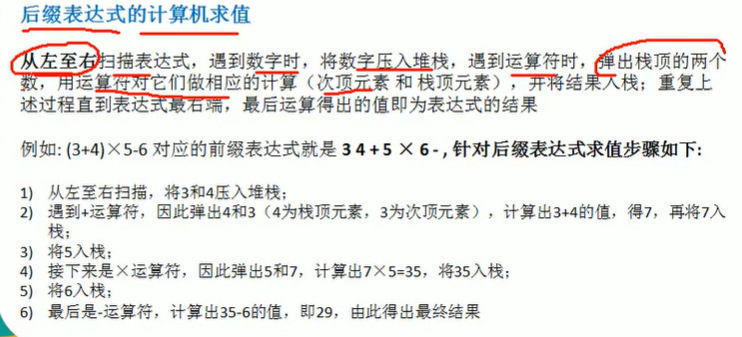 后缀表达式的计算机求值
从左至右扫描表达式，遇到数字时，将数字压入堆栈，遇到运算符时，弹出栈顶的两个
数，用运算符对它们做相应的计算（次顶元素 和 栈顶元素），并将结果入栈；重复上
述过程直到表达式最右端，最后运算得出的值即为表达式的结果
例如: (3+4)×5-6 对应的前缀表达式就是 3 4 + 5 × 6 - , 针对后缀表达式求值步骤如下:
1) 从左至右扫描，将3和4压入堆栈；
2) 遇到+运算符，因此弹出4和3（4为栈顶元素，3为次顶元素），计算出3+4的值，得7，再将7入
栈；
3) 将5入栈；
4) 接下来是×运算符，因此弹出5和7，计算出7×5=35，将35入栈；
5) 将6入栈；
6) 最后是-运算符，计算出35-6的值，即29，由此得出最终结果